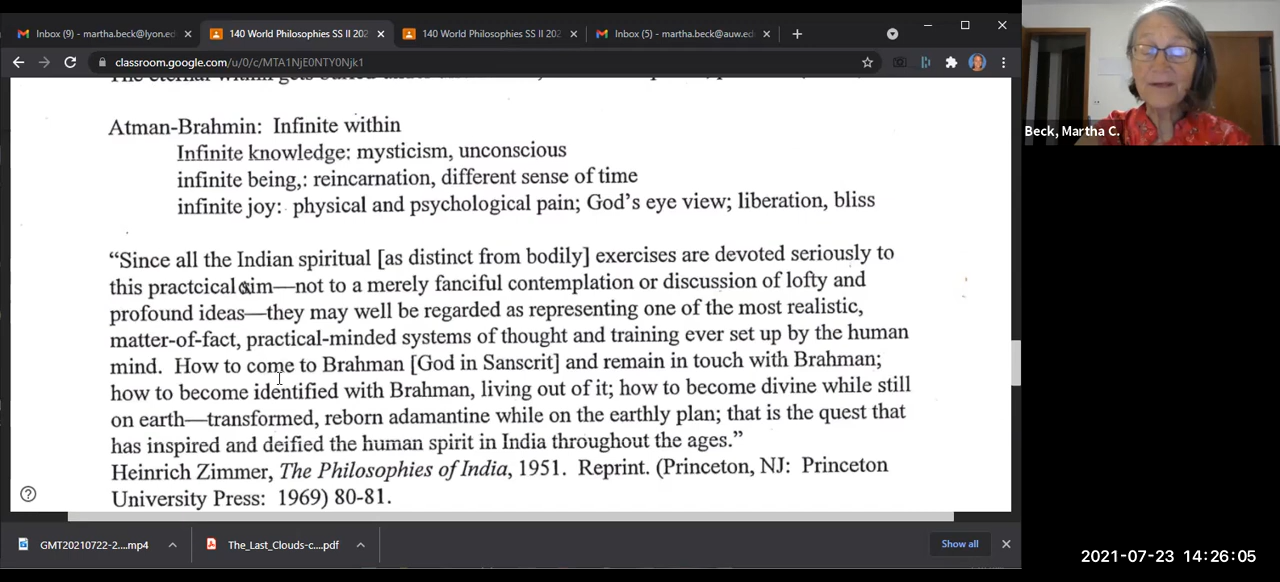 Inbox (9) - martha.beck@lyon.ed
140 World Philosophies SS II 202
140 World Philosophies SS II 202
Inbox (5) - martha.beck@auw.ed
classroom.google.com/u/0/c/MTA1NjE0NTY0Njk1
Atman-Brahmin: Infinite within
Infinite knowledge: mysticism, unconscious
infinite being,: reincarnation, different sense of time
infinite joy: physical and psychological pain; God's eye view; liberation, bliss
“Since all the Indian spiritual [as distinct from bodily] exercises are devoted seriously to
this practcical aim—not to a merely fanciful contemplation or discussion of lofty and
profound ideas—they may well be regarded as representing one of the most realistic,
matter-of-fact, practical-minded systems of thought and training ever set up by the human
mind. How to come to Brahman [God in Sanscrit] and remain in touch with Brahman;
how to become identified with Brahman, living out of it; how to become divine while still
on earth—transformed, reborn adamantine while on the earthly plan; that is the quest that
has inspired and deified the human spirit in India throughout the ages.”
Heinrich Zimmer, The Philosophies of India, 1951. Reprint. (Princeton, NJ: Princeton
University Press: 1969) 80-81.
GMT20210722-2....mp4
The_Last_Clouds-c....pdf
Show all
Beck, Martha C.
2021-07-23 14:26:05